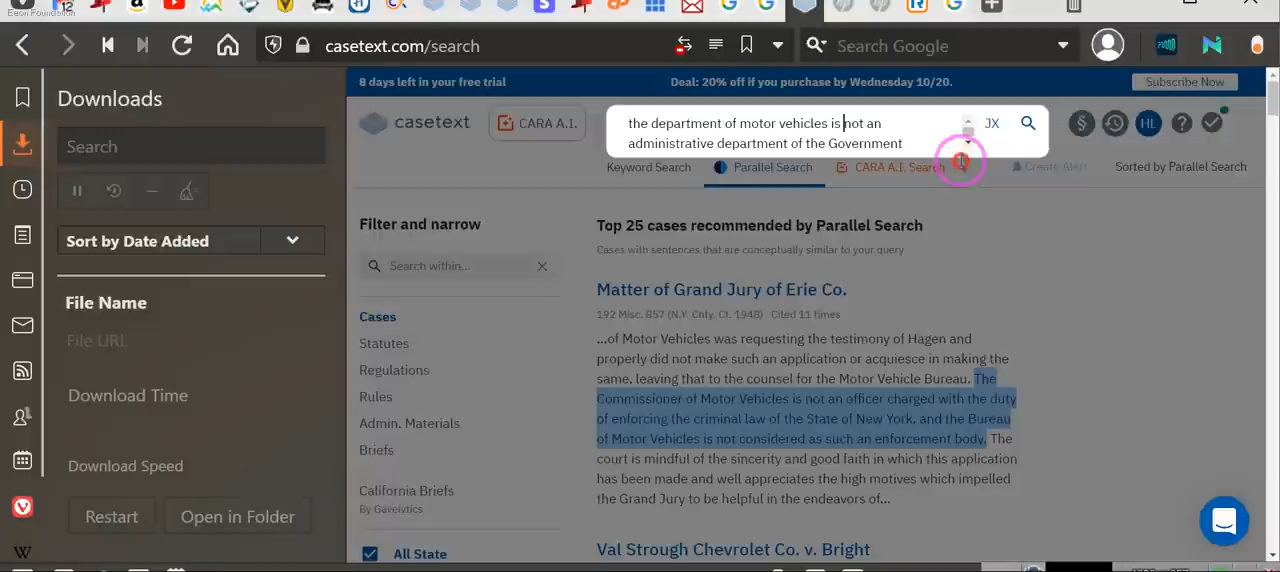 Eeon Foundation
12
casetext.com/search
Search Google
Downloads
Search
Sort by Date Added
File Name
File URL
Download Time
Download Speed
Restart
Open in Folder
W
8 days left in your free trial
Deal: 20% off if you purchase by Wednesday 10/20.
Subscribe Now
casetext
CARA A.I.
the department of motor vehicles is not an
administrative department of the Government
JX
§
HL
?
Keyword Search
Parallel Search
CARA A.I. Search
Create Alert
Sorted by Parallel Search
Filter and narrow
Search within...
Cases
Statutes
Regulations
Rules
Admin. Materials
Briefs
California Briefs
By Gavelytics
All State
Top 25 cases recommended by Parallel Search
Cases with sentences that are conceptually similar to your query
Matter of Grand Jury of Erie Co.
192 Misc. 857 (N.Y. Cnty. Ct. 1948) Cited 11 times
...of Motor Vehicles was requesting the testimony of Hagen and
properly did not make such an application or acquiesce in making the
same, leaving that to the counsel for the Motor Vehicle Bureau. The
Commissioner of Motor Vehicles is not an officer charged with the duty
of enforcing the criminal law of the State of New York, and the Bureau
of Motor Vehicles is not considered as such an enforcement body. The
court is mindful of the sincerity and good faith in which this application
has been made and well appreciates the high motives which impelled
the Grand Jury to be helpful in the endeavors of...
Val Strough Chevrolet Co. v. Bright